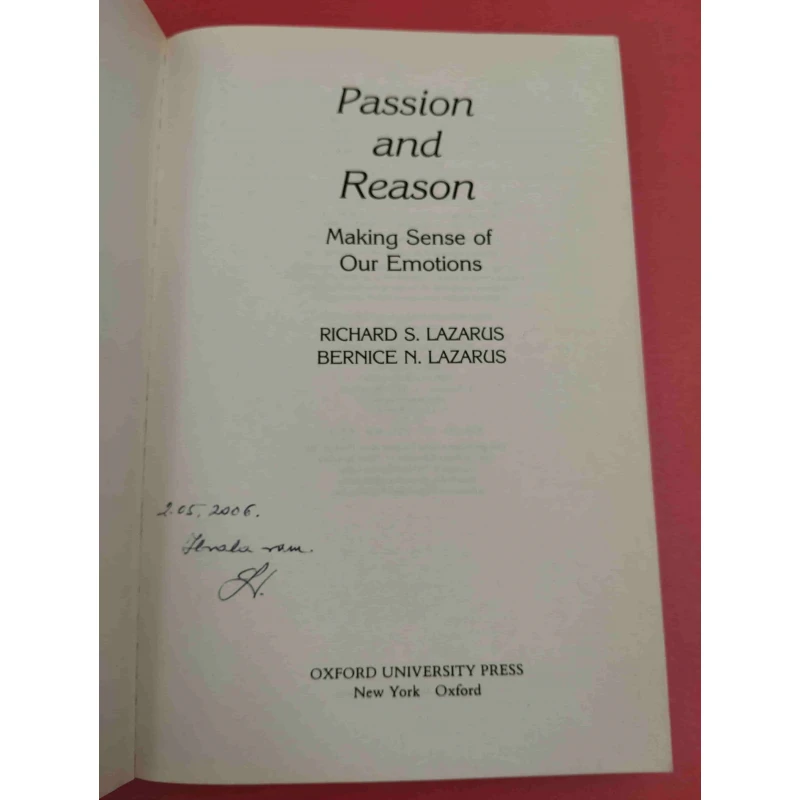 Passion
and
Reason
Making Sense of
Our Emotions
RICHARD S. LAZARUS
BERNICE N. LAZARUS
2.05.2006.
OXFORD UNIVERSITY PRESS
New York Oxford